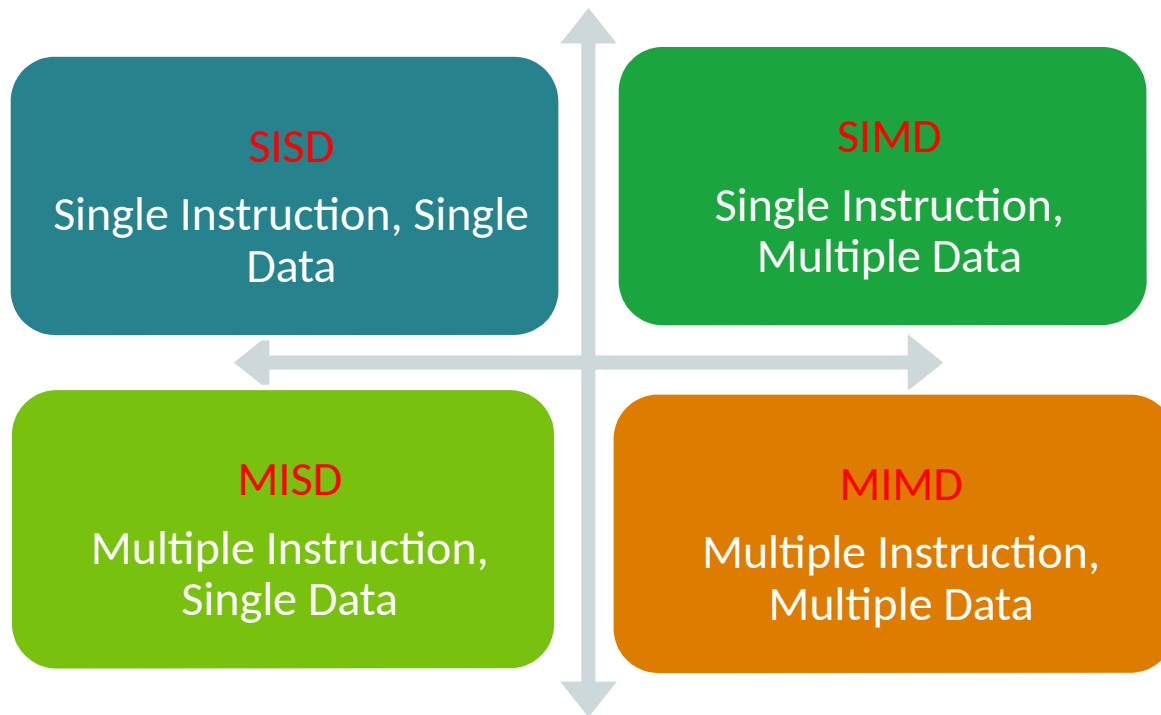 SISD
Single Instruction, Single
Data
SIMD
Single Instruction,
Multiple Data
MISD
Multiple Instruction,
Single Data
MIMD
Multiple Instruction,
Multiple Data